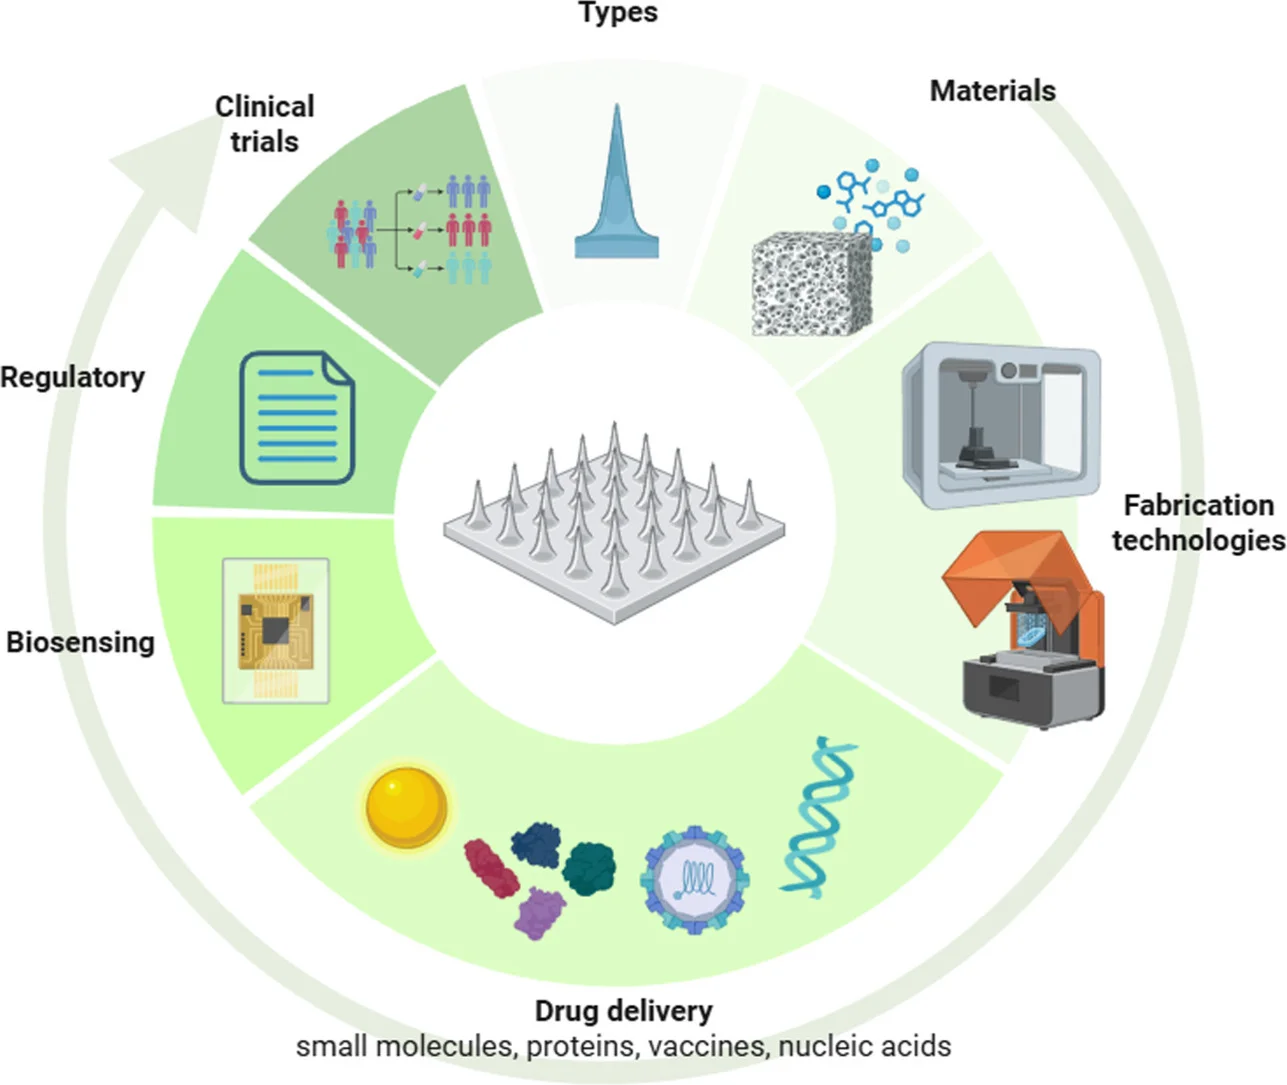 Types
Materials
Clinical
trials
Regulatory
Fabrication
technologies
Biosensing
Drug delivery
small molecules, proteins, vaccines, nucleic acids